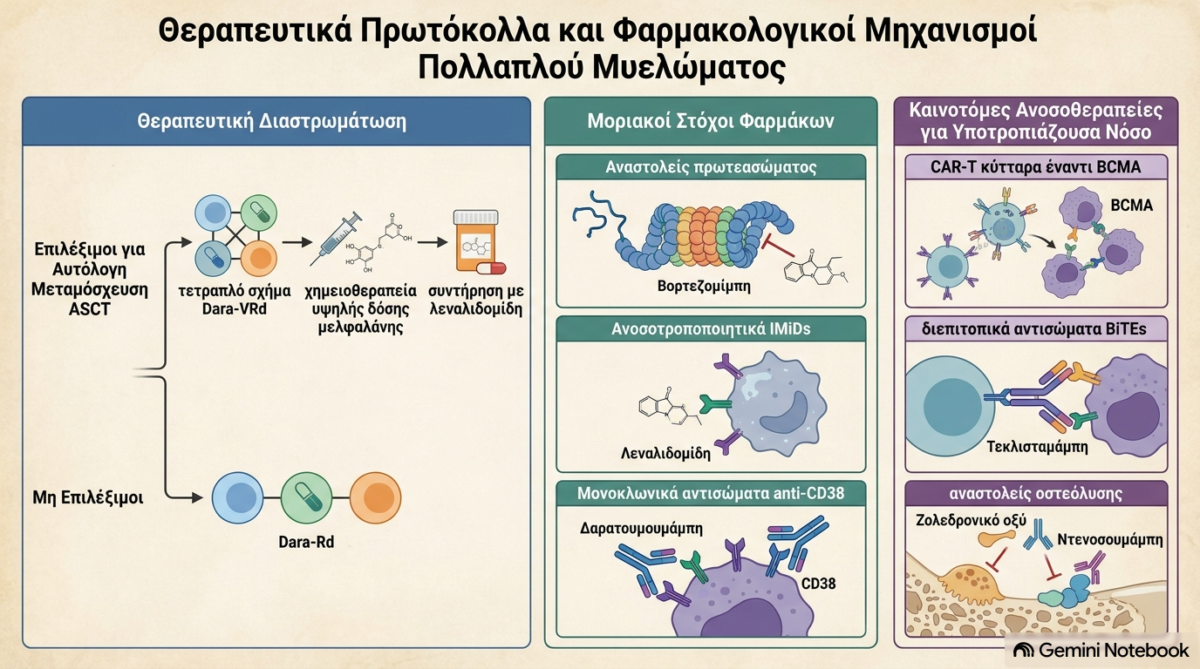 Θεραπευτικά Πρωτόκολλα και Φαρμακολογικοί Μηχανισμοί
Πολλαπλού Μυελώματος
Θεραπευτική Διαστρωμάτωση
Επιλέξιμοι για
Αυτόλογη
Μεταμόσχευση
ASCT
τετραπλό σχήμα
Dara-VRd
χημειοθεραπεία
υψηλής δόσης
μελφαλάνης
συντήρηση με
λεναλιδομίδη
Μη Επιλέξιμοι
Dara-Rd
Μοριακοί Στόχοι Φαρμάκων
Αναστολείς πρωτεασώματος
Βορτεζομίμπη
Ανοσοτροποποιητικά IMiDs
Λεναλιδομίδη
Μονοκλωνικά αντισώματα anti-CD38
Δαρατουμουμάμπη
CD38
Καινοτόμες Ανοσοθεραπείες
για Υποτροπιάζουσα Νόσο
CAR-T κύτταρα έναντι BCMA
BCMA
διεπιτοπικά αντισώματα BiTEs
Τεκλισταμάμπη
αναστολείς οστεόλυσης
Ζολεδρονικό οξύ
Ντενοσουμάμπη
Gemini Notebook